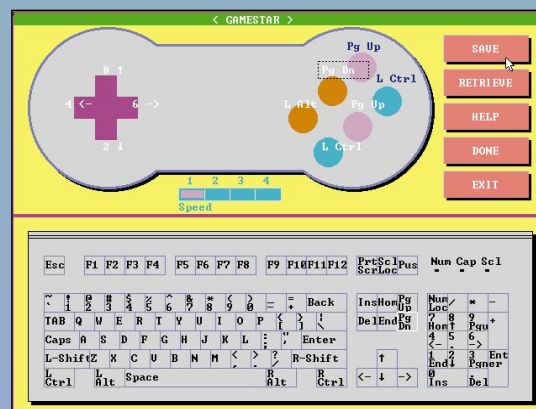 < GAMESTAR >
Pg Up
SAVE
8 ↑
Pg Dn
L Ctrl
RETRIEVE
4 <-
6 ->
L Alt
Pg Up
HELP
2 ↓
L Ctrl
DONE
1 2 3 4
EXIT
Speed
Esc F1 F2 F3 F4 F5 F6 F7 F8 F9 F10 F11 F12 PrtSc ScrLoc Scl Pus Num Cap Scl
~ ` ! 1 @ 2 # 3 $ 4 % 5 ^ 6 & 7 * 8 ( 9 ) 0 _ - + = Back Ins Hom Pg Up Num / * -
TAB Q W E R T Y U I O P { [ } ] | \ Del End Pg Dn 7 Hom 8 ↑ 9 Pgu +
Caps A S D F G H J K L : ; " ' Enter 4 <- 5 . 6 ->
L-Shift Z X C V B N M < , > . ? / R-Shift ↑ 1 End 2 ↓ 3 Pgn Ent er
L Ctrl L Alt Space R Alt R Ctrl <- ↓ -> 0 Ins . Del